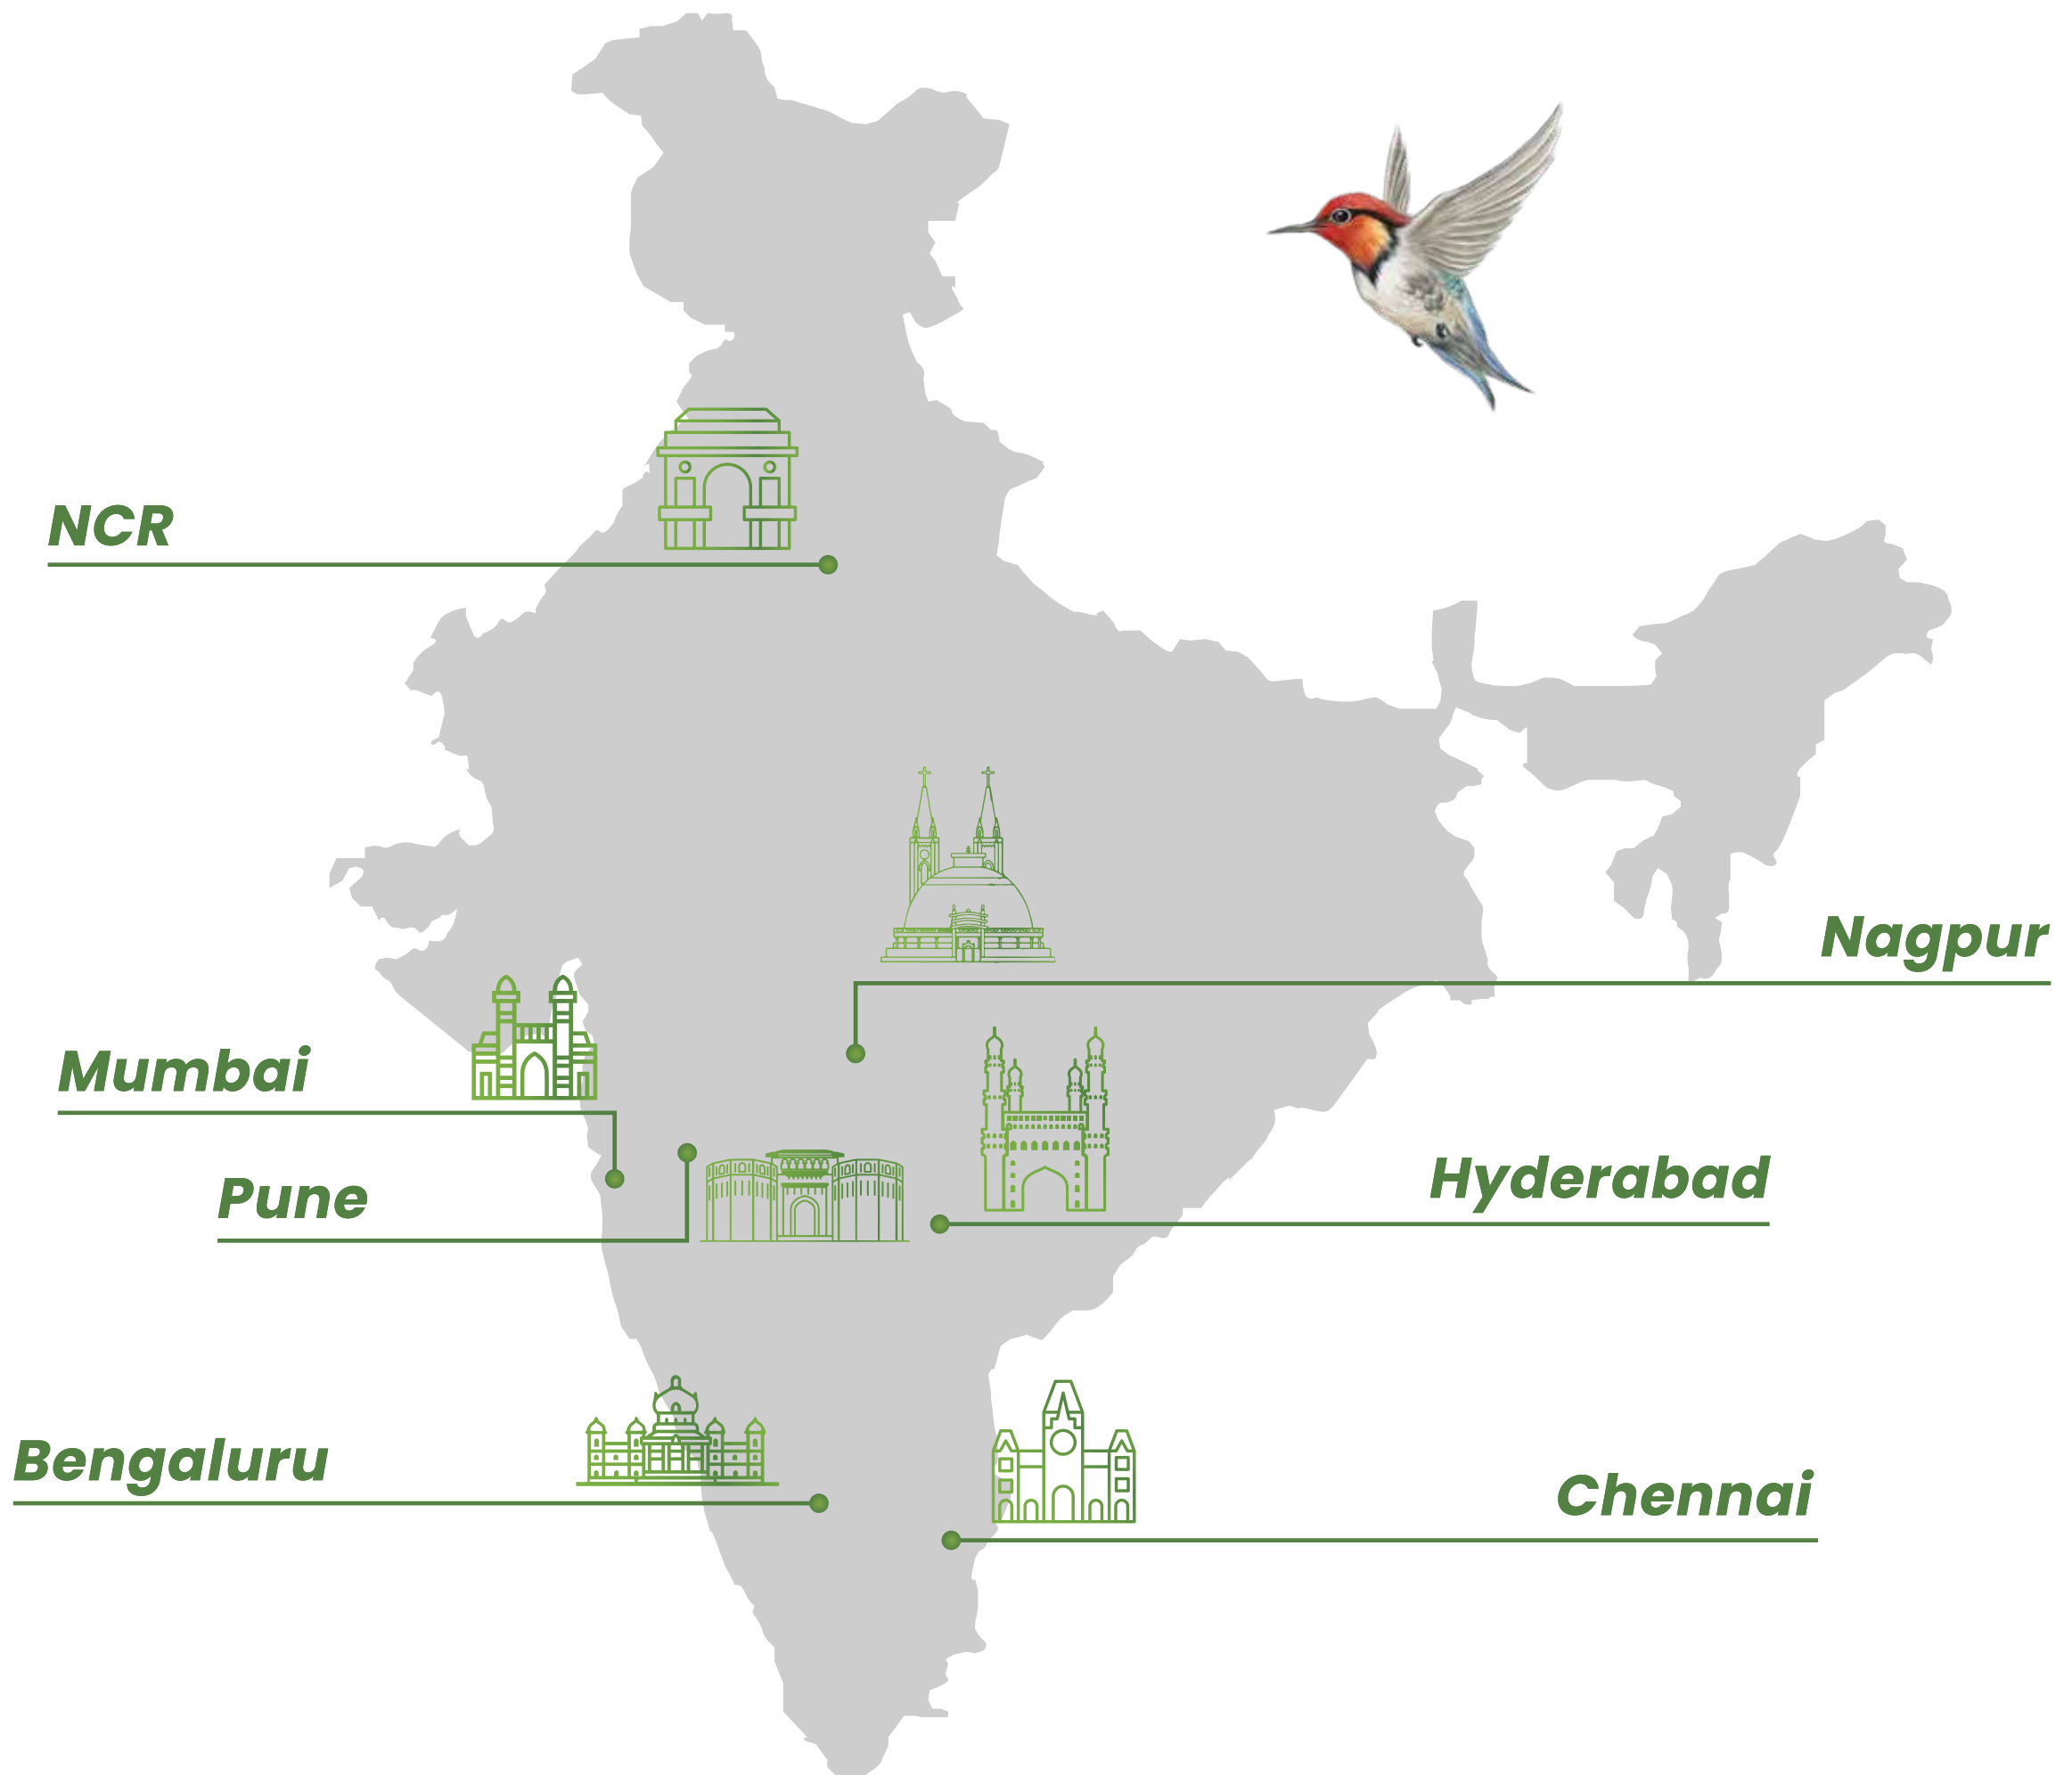 NCR
Nagpur
Mumbai
Pune
Hyderabad
Bengaluru
Chennai